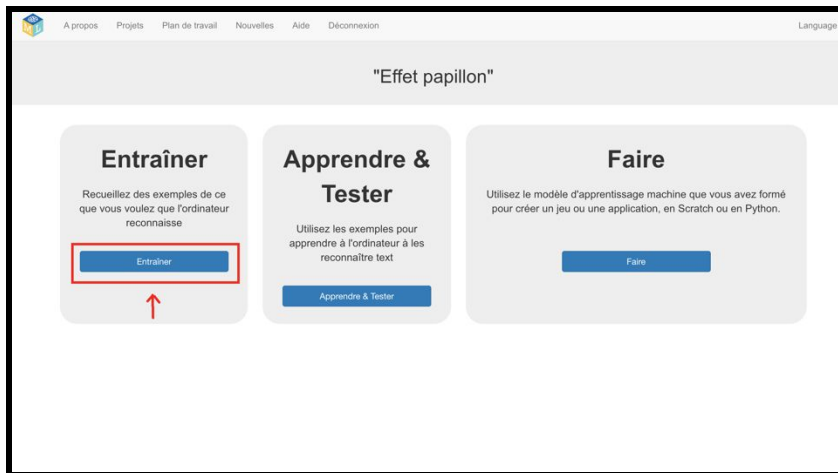 A propos Projets Plan de travail Nouvelles Aide Déconnexion Language
"Effet papillon"
Entraîner
Recueillez des exemples de ce
que vous voulez que l'ordinateur
reconnaisse
Entraîner
Apprendre &
Tester
Utilisez les exemples pour
apprendre à l'ordinateur à les
reconnaître text
Apprendre & Tester
Faire
Utilisez le modèle d'apprentissage machine que vous avez formé
pour créer un jeu ou une application, en Scratch ou en Python.
Faire